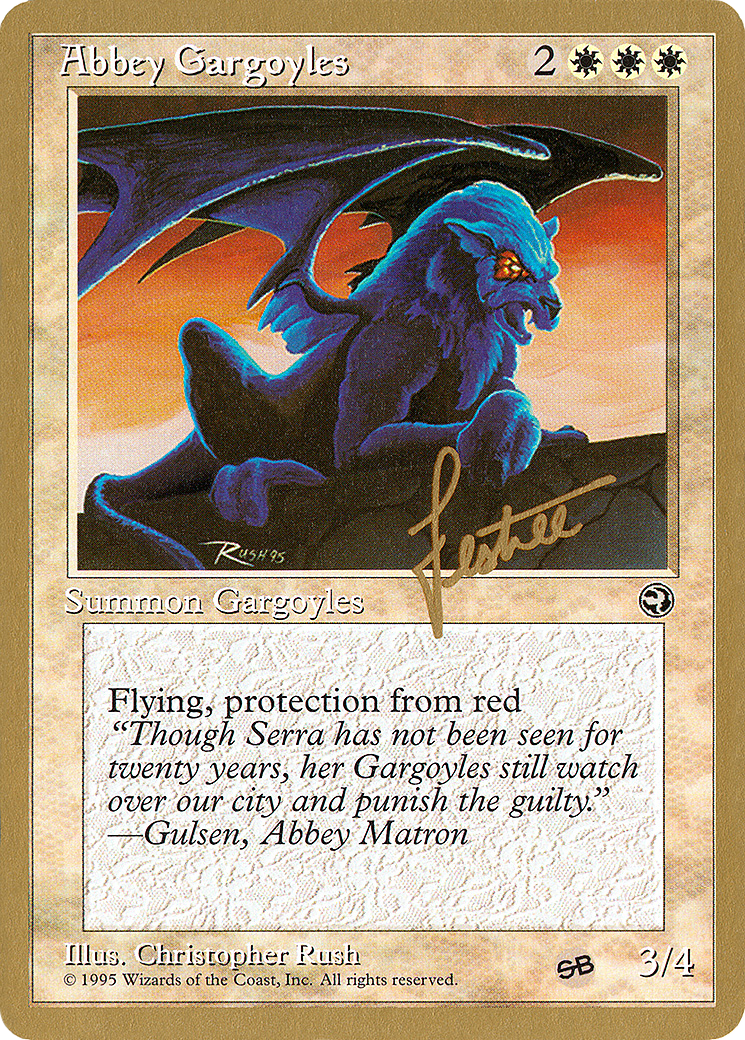 Abbey Gargoyles 2
RUSH 95
Summon Gargoyles
Flying, protection from red
“Though Serra has not been seen for
twenty years, her Gargoyles still watch
over our city and punish the guilty.”
—Gulsen, Abbey Matron
Illus. Christopher Rush
© 1995 Wizards of the Coast, Inc. All rights reserved.
SB 3/4